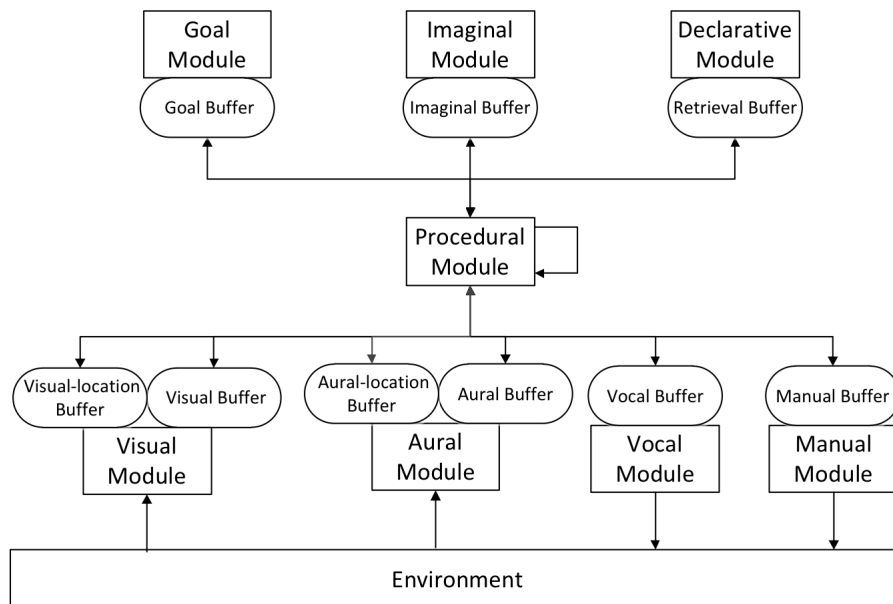 Goal
Module
Imaginal
Module
Declarative
Module
Goal Buffer
Imaginal Buffer
Retrieval Buffer
Procedural
Module
Visual-location
Buffer
Visual Buffer
Aural-location
Buffer
Aural Buffer
Vocal Buffer
Manual Buffer
Visual
Module
Aural
Module
Vocal
Module
Manual
Module
Environment